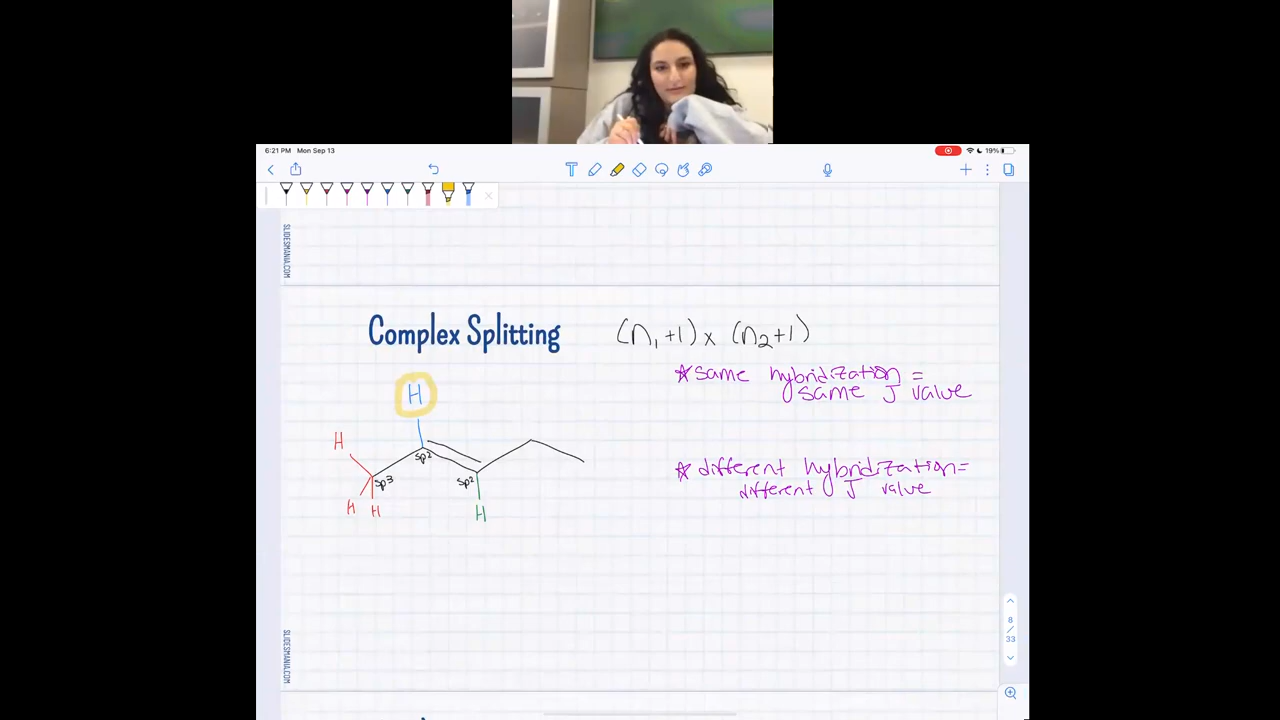 6:21 PM Mon Sep 13
19%
T
SLIDESMANIA.COM
Complex Splitting
(n₁+1) x (n₂+1)
☆same hybridization =
same J value
H
H
sp2
sp3
sp2
☆ different hybridization=
different J value
H H
H
8
/
33
SLIDESMANIA.COM